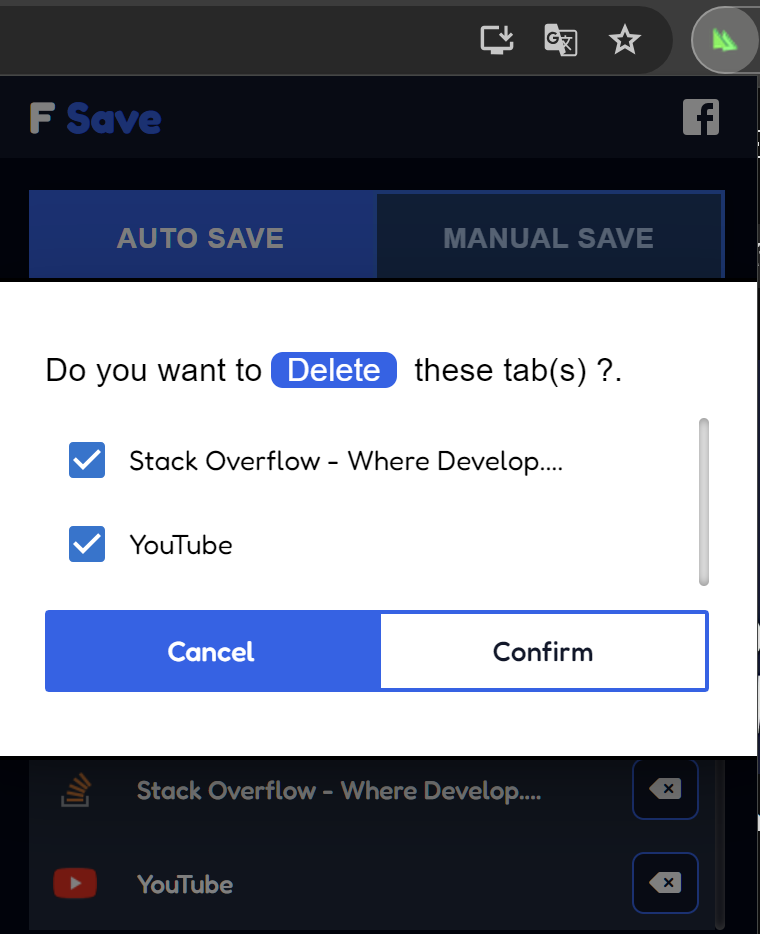 F Save
AUTO SAVE MANUAL SAVE
Do you want to Delete these tab(s) ?.
Stack Overflow - Where Develop....
YouTube
Cancel Confirm
Stack Overflow - Where Develop....
YouTube